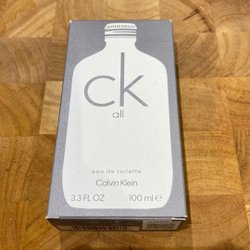 ck
all
eau de toilette
Calvin Klein
3.3 FL OZ 100 ml e